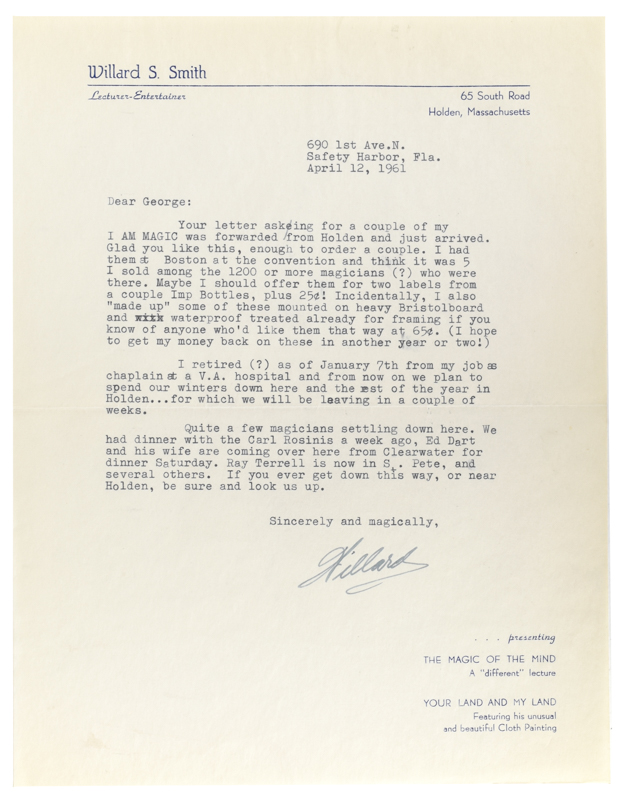 Willard S. Smith
Lecturer-Entertainer
65 South Road
Holden, Massachusetts
690 1st Ave.N.
Safety Harbor, Fla.
April 12, 1961
Dear George:
Your letter asking for a couple of my
I AM MAGIC was forwarded from Holden and just arrived.
Glad you like this, enough to order a couple. I had
them at Boston at the convention and think it was 5
I sold among the 1200 or more magicians (?) who were
there. Maybe I should offer them for two labels from
a couple Imp Bottles, plus 25¢! Incidentally, I also
"made up" some of these mounted on heavy Bristolboard
and with waterproof treated already for framing if you
know of anyone who'd like them that way at 65¢. (I hope
to get my money back on these in another year or two!)
I retired (?) as of January 7th from my job as
chaplain at a V.A. hospital and from now on we plan to
spend our winters down here and the rest of the year in
Holden...for which we will be leaving in a couple of
weeks.
Quite a few magicians settling down here. We
had dinner with the Carl Rosinis a week ago, Ed Dart
and his wife are coming over here from Clearwater for
dinner Saturday. Ray Terrell is now in St. Pete, and
several others. If you ever get down this way, or near
Holden, be sure and look us up.
Sincerely and magically,
Willard
. . . presenting
THE MAGIC OF THE MIND
A "different" lecture
YOUR LAND AND MY LAND
Featuring his unusual
and beautiful Cloth Painting